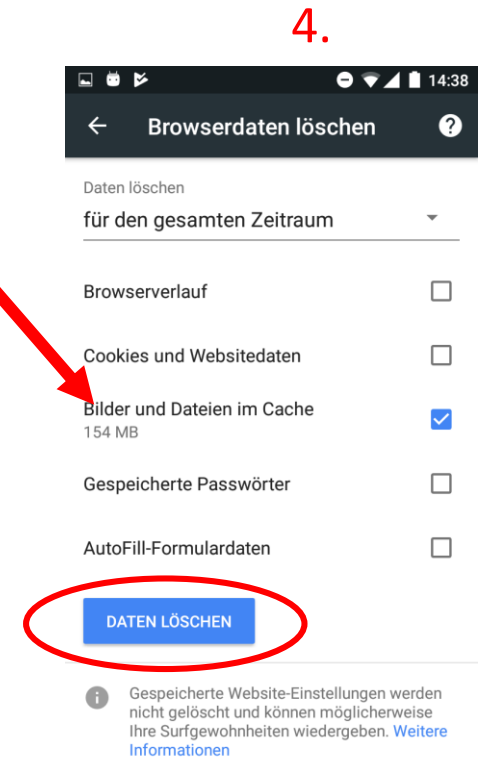 4.
14:38
Browserdaten löschen
Daten löschen
für den gesamten Zeitraum
Browserverlauf
Cookies und Websitedaten
Bilder und Dateien im Cache
154 MB
Gespeicherte Passwörter
AutoFill-Formulardaten
DATEN LÖSCHEN
Gespeicherte Website-Einstellungen werden
nicht gelöscht und können möglicherweise
Ihre Surfgewohnheiten wiedergeben. Weitere
Informationen